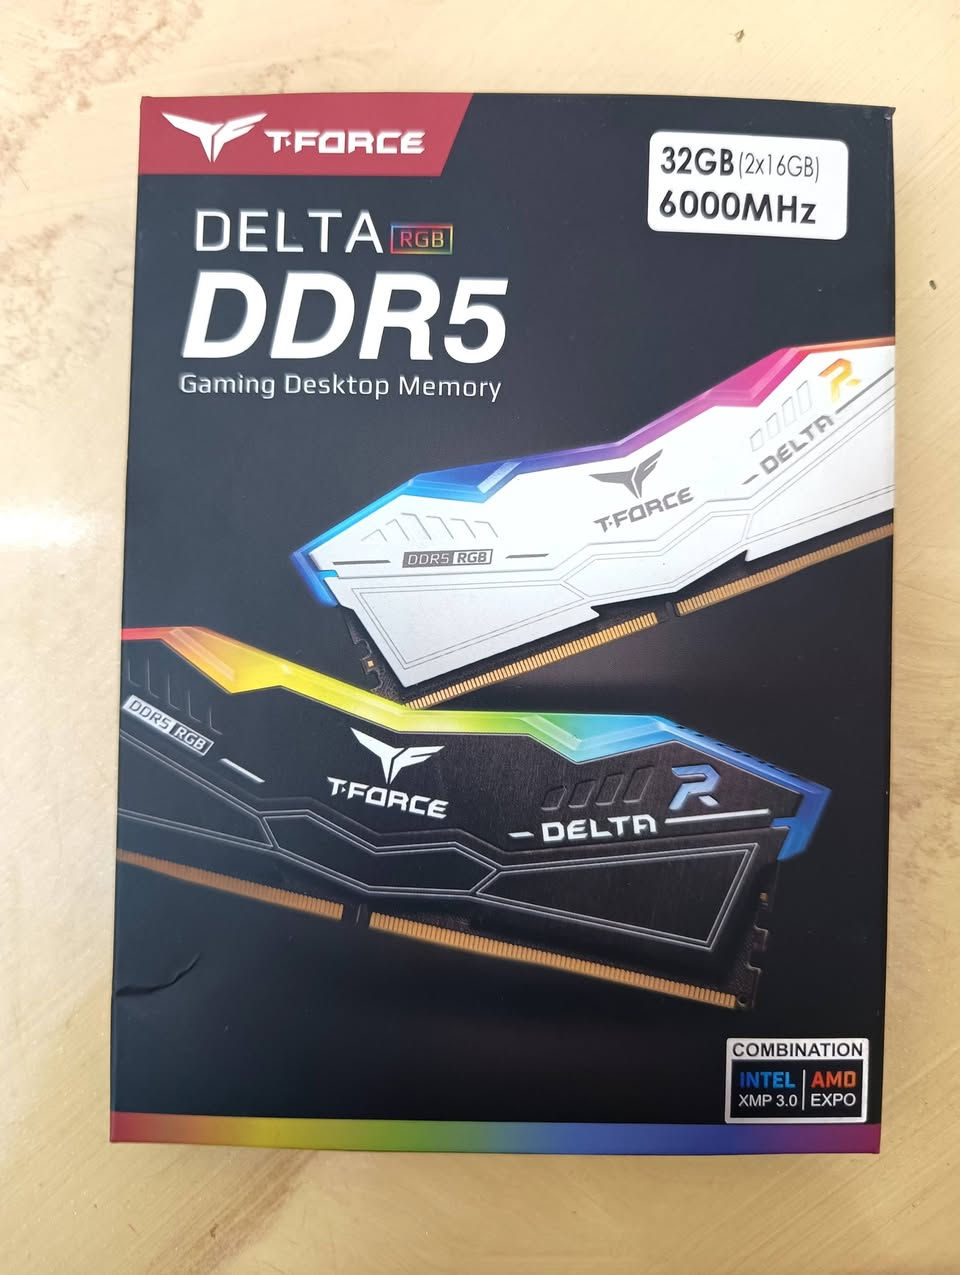 T-FORCE
32GB (2x16GB)
6000MHz
DELTA RGB
DDR5
Gaming Desktop Memory
R
DELTA
T-FORCE
DDR5 RGB
DDR5 RGB
T-FORCE
R
DELTA
COMBINATION
INTEL | AMD
XMP 3.0 | EXPO